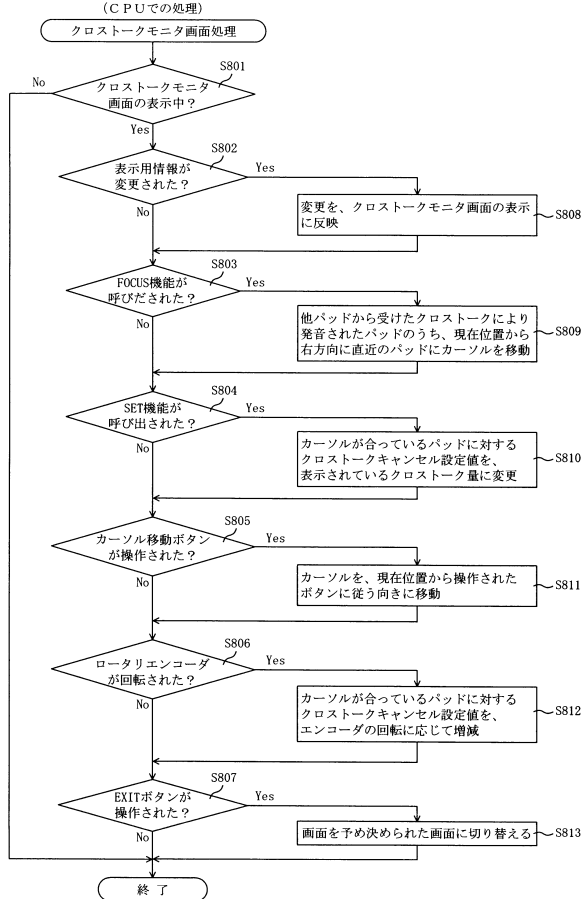 （ＣＰＵでの処理）
クロストークモニタ画面処理
S801
No
クロストークモニタ
画面の表示中？
Yes
S802
表示用情報が
変更された？
Yes
No
変更を、クロストークモニタ画面の表示
に反映
S808
S803
FOCUS機能が
呼びだされた？
Yes
No
他パッドから受けたクロストークにより
発音されたパッドのうち、現在位置から
右方向に直近のパッドにカーソルを移動
S809
S804
SET機能が
呼び出された？
Yes
No
カーソルが合っているパッドに対する
クロストークキャンセル設定値を、
表示されているクロストーク量に変更
S810
S805
カーソル移動ボタン
が操作された？
Yes
No
カーソルを、現在位置から操作された
ボタンに従う向きに移動
S811
S806
ロータリエンコーダ
が回転された？
Yes
No
カーソルが合っているパッドに対する
クロストークキャンセル設定値を、
エンコーダの回転に応じて増減
S812
S807
EXITボタンが
操作された？
Yes
No
画面を予め決められた画面に切り替える
S813
終 了